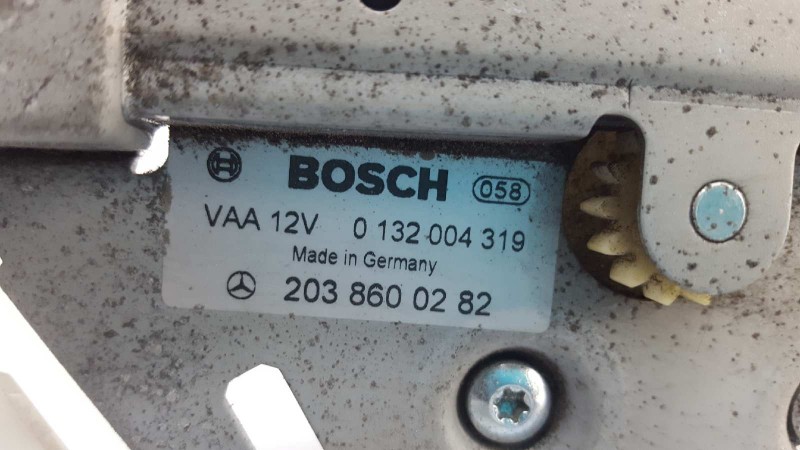 BOSCH 058
VAA 12V 0 132 004 319
Made in Germany
203 860 02 82